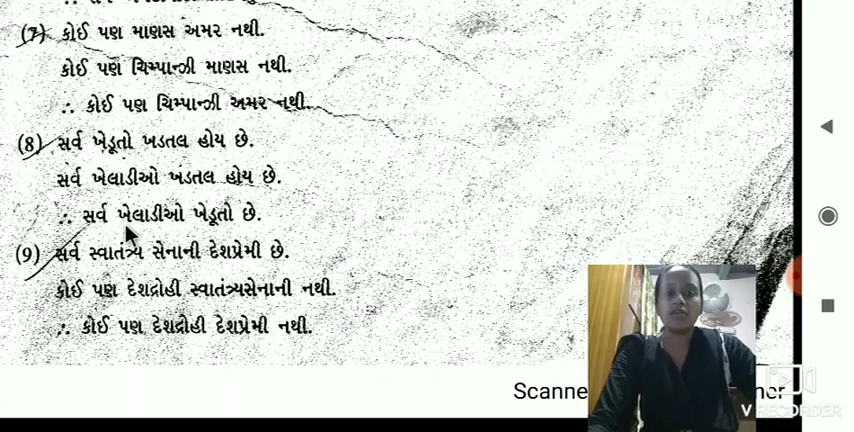 (7) કોઈ પણ માણસ અમર નથી.
કોઈ પણ ચિમ્પાન્ઝી માણસ નથી.
∴ કોઈ પણ ચિમ્પાન્ઝી અમર નથી.
(8) સર્વ ખેડૂતો ખડતલ હોય છે.
સર્વ ખેલાડીઓ ખડતલ હોય છે.
∴ સર્વ ખેલાડીઓ ખેડૂતો છે.
(9) સર્વ સ્વાતંત્ર્ય સેનાની દેશપ્રેમી છે.
કોઈ પણ દેશદ્રોહી સ્વાતંત્ર્યસેનાની નથી.
∴ કોઈ પણ દેશદ્રોહી દેશપ્રેમી નથી.
Scanne
V RECORDER